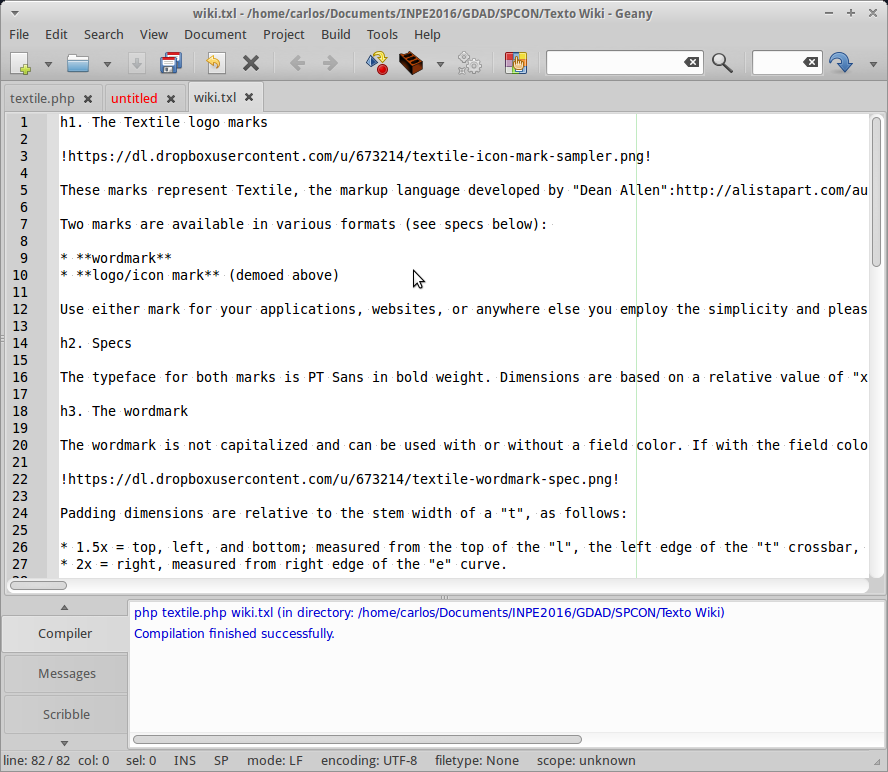 wiki.txl - /home/carlos/Documents/INPE2016/GDAD/SPCON/Texto Wiki - Geany
File Edit Search View Document Project Build Tools Help
textile.php untitled wiki.txl
1 h1. The Textile logo marks
2
3 !https://dl.dropboxusercontent.com/u/673214/textile-icon-mark-sampler.png!
4
5 These marks represent Textile, the markup language developed by "Dean Allen":http://alistapart.com/au
6
7 Two marks are available in various formats (see specs below):
8
9 * **wordmark**
10 * **logo/icon mark** (demoed above)
11
12 Use either mark for your applications, websites, or anywhere else you employ the simplicity and pleas
13
14 h2. Specs
15
16 The typeface for both marks is PT Sans in bold weight. Dimensions are based on a relative value of "x
17
18 h3. The wordmark
19
20 The wordmark is not capitalized and can be used with or without a field color. If with the field colo
21
22 !https://dl.dropboxusercontent.com/u/673214/textile-wordmark-spec.png!
23
24 Padding dimensions are relative to the stem width of a "t", as follows:
25
26 * 1.5x = top, left, and bottom; measured from the top of the "l", the left edge of the "t" crossbar,
27 * 2x = right, measured from right edge of the "e" curve.
Compiler
Messages
Scribble
php textile.php wiki.txl (in directory: /home/carlos/Documents/INPE2016/GDAD/SPCON/Texto Wiki)
Compilation finished successfully.
line: 82 / 82 col: 0 sel: 0 INS SP mode: LF encoding: UTF-8 filetype: None scope: unknown